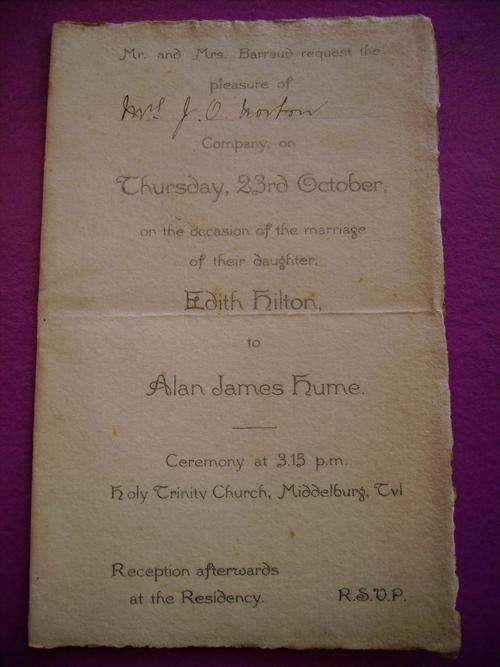 Mr. and Mrs. Barraud request the
pleasure of
Mrs J. O. Norton
Company, on
Thursday, 23rd October,
on the occasion of the marriage
of their daughter,
Edith Hilton,
to
Alan James Hume.
Ceremony at 3.15 p.m.
Holy Trinity Church, Middelburg, Tvl
Reception afterwards
at the Residency.
R.S.V.P.